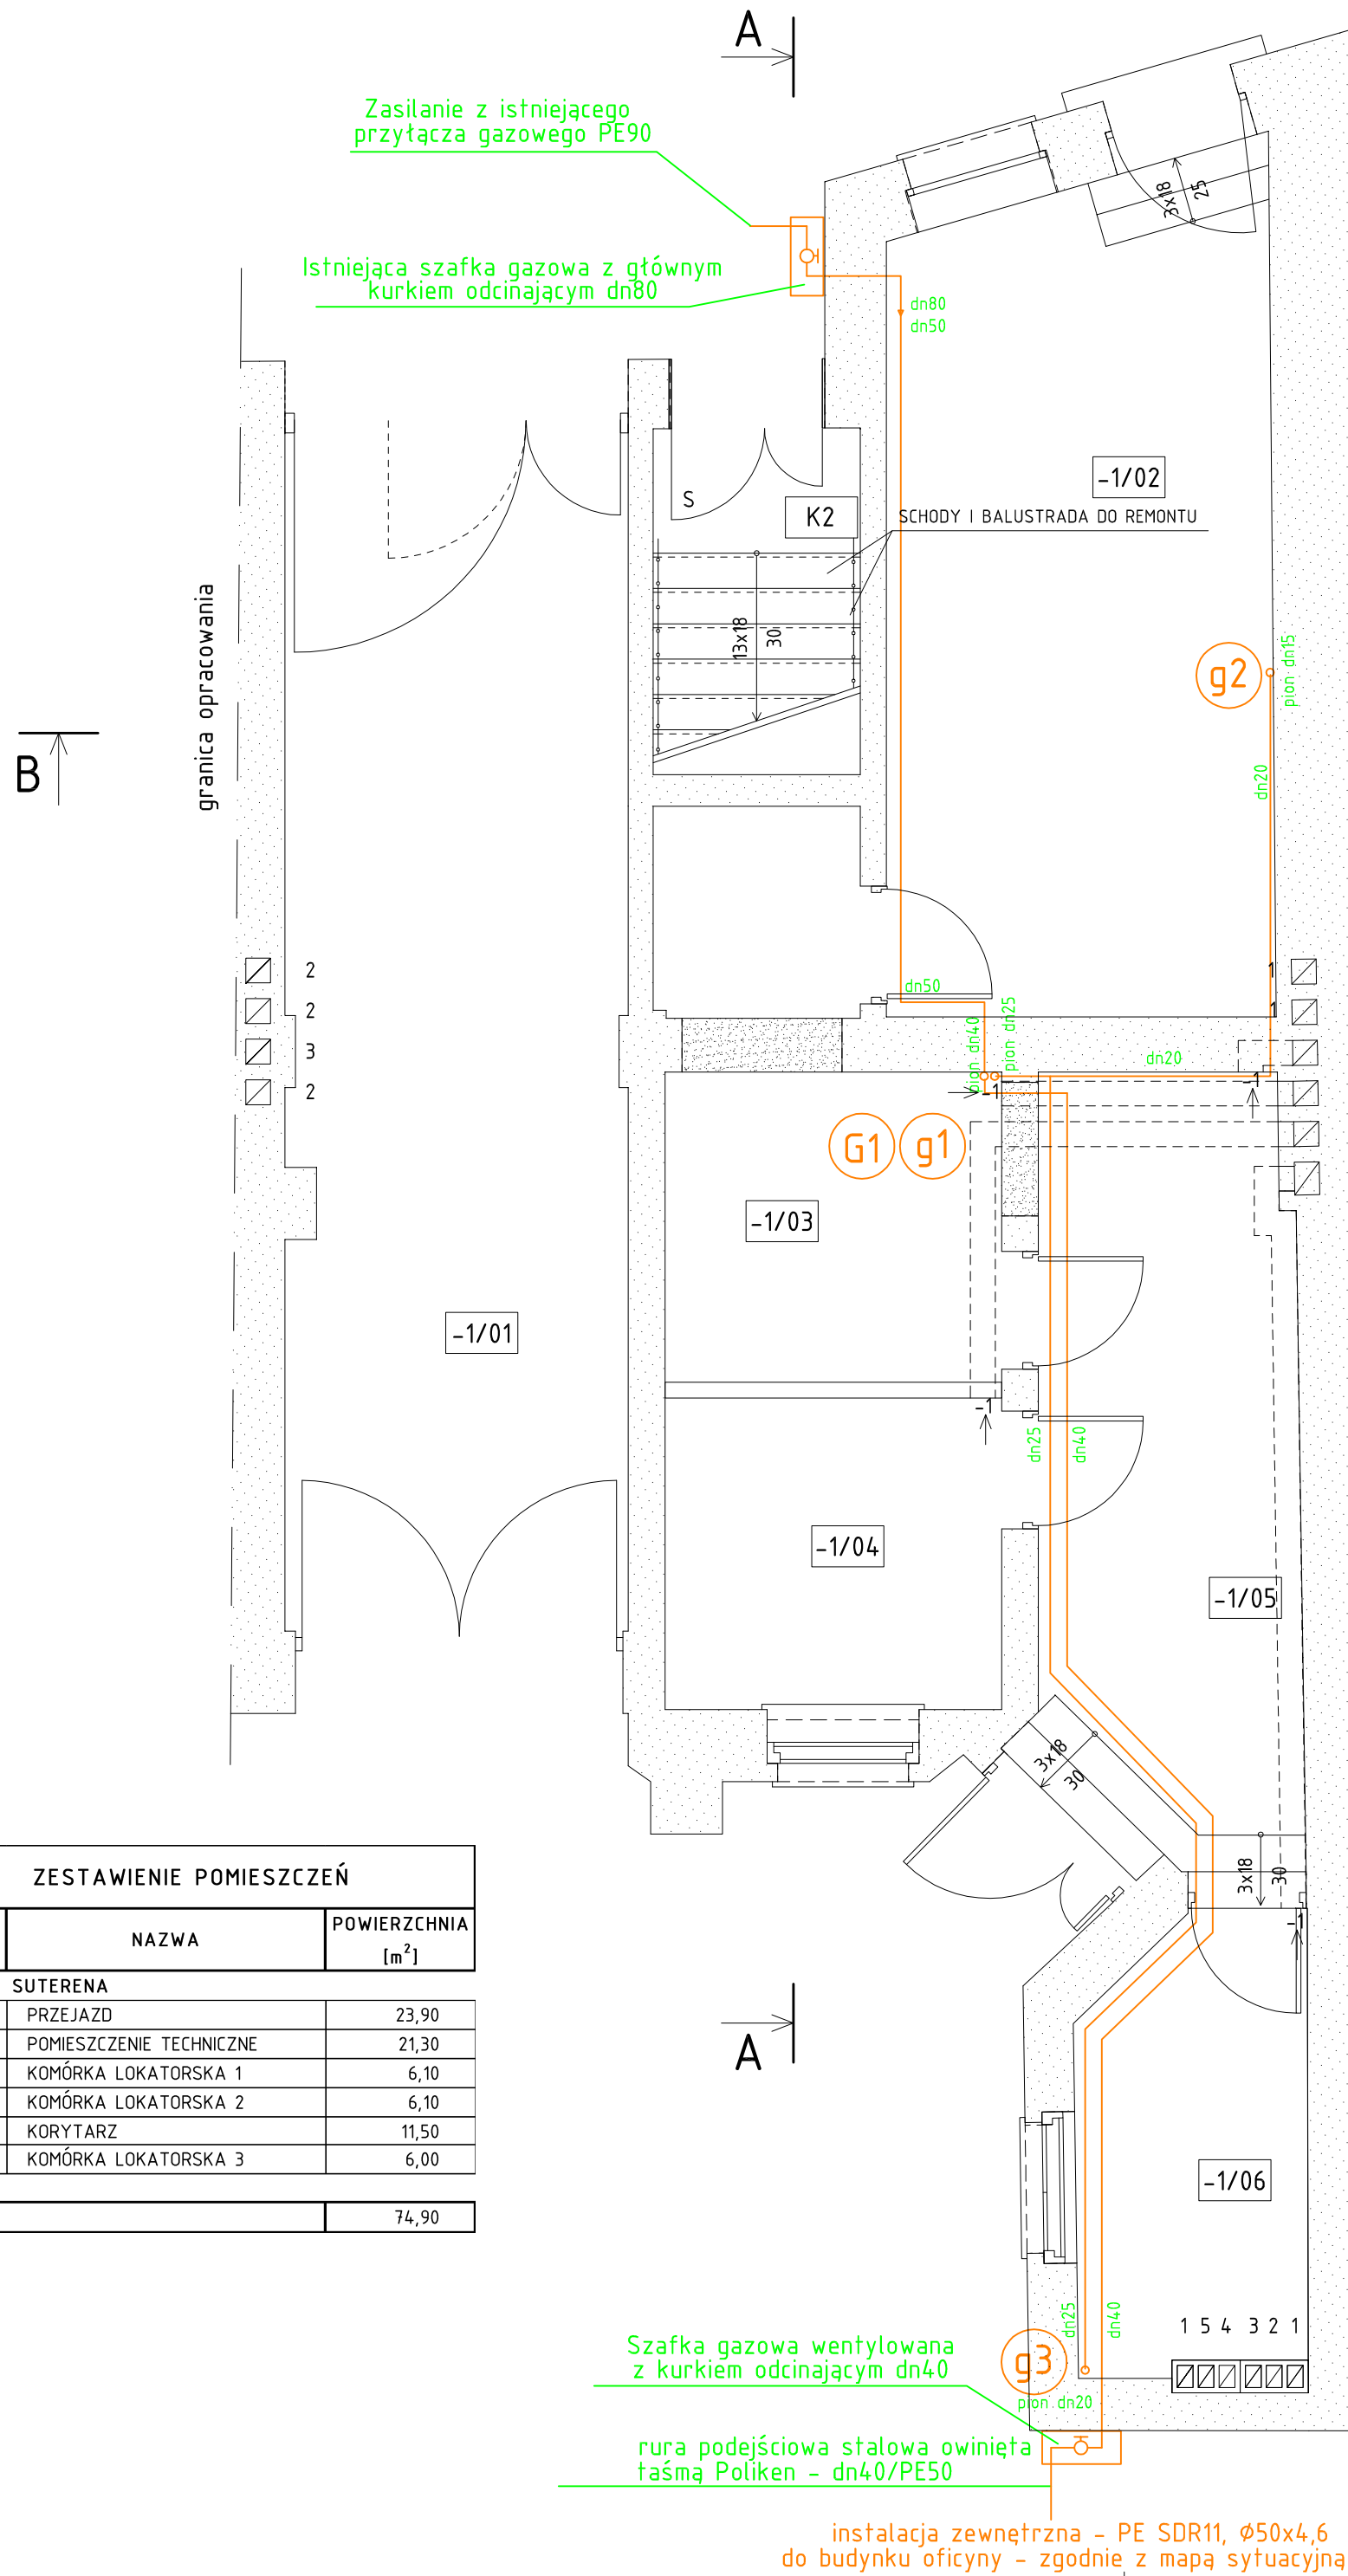 A
Zasilanie z istniejącego
przyłącza gazowego PE90
3x18
25
Istniejąca szafka gazowa z głównym
kurkiem odcinającym dn80
dn80
dn50
-1/02
S
K2
SCHODY I BALUSTRADA DO REMONTU
granica opracowania
13x18
30
g2
pion dn15
B
dn20
2
2
3
2
1
1
dn50
pion dn40
pion dn25
dn20
-1
-1
G1
g1
-1/03
-1/01
-1
dn25
dn40
-1/04
-1/05
3x18
30
3x18
30
-1
ZESTAWIENIE POMIESZCZEŃ
NAZWA
POWIERZCHNIA
[m²]
SUTERENA
PRZEJAZD 23,90
POMIESZCZENIE TECHNICZNE 21,30
KOMÓRKA LOKATORSKA 1 6,10
KOMÓRKA LOKATORSKA 2 6,10
KORYTARZ 11,50
KOMÓRKA LOKATORSKA 3 6,00
74,90
A
-1/06
dn25
dn40
1 5 4 3 2 1
g3
pion dn20
Szafka gazowa wentylowana
z kurkiem odcinającym dn40
rura podejściowa stalowa owinięta
taśmą Poliken - dn40/PE50
instalacja zewnętrzna - PE SDR11, Ø50x4,6
do budynku oficyny - zgodnie z mapą sytuacyjną